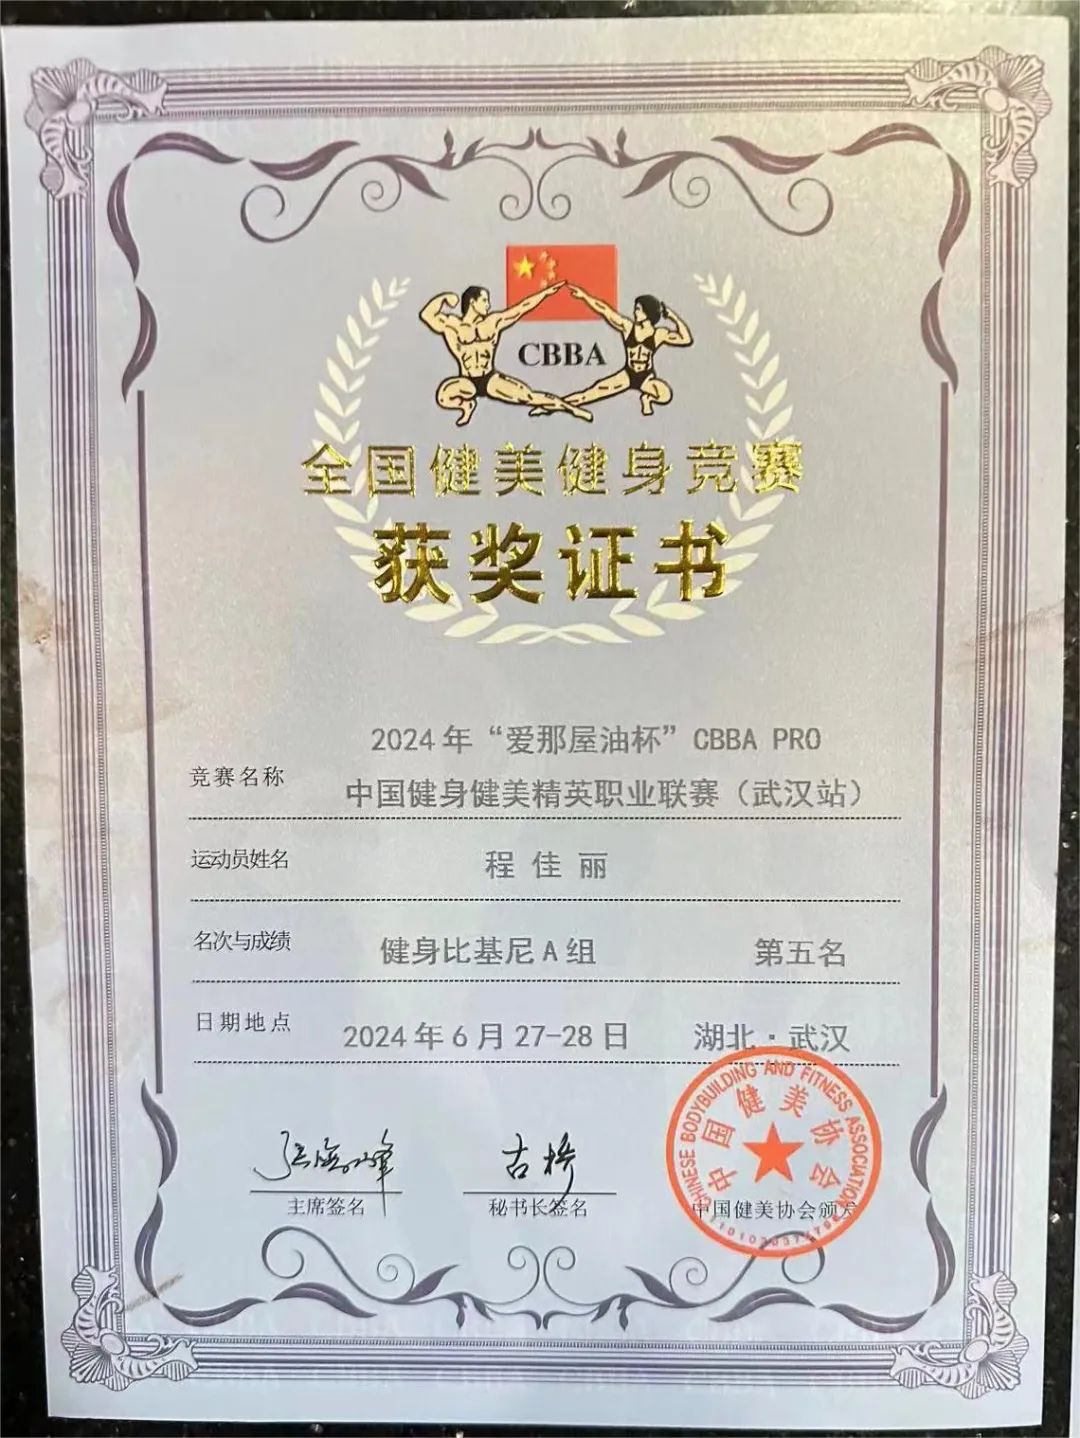 CBBA
全国健美健身竞赛
获奖证书
2024年“爱那屋油杯”CBBA PRO
竞赛名称
中国健身健美精英职业联赛（武汉站）
运动员姓名 程佳丽
名次与成绩 健身比基尼A组 第五名
日期地点 2024年6月27-28日 湖北·武汉
古桥
主席签名 秘书长签名
CHINESE BODYBUILDING AND FITNESS ASSOCIATION
中国健美协会
中国健美协会颁发